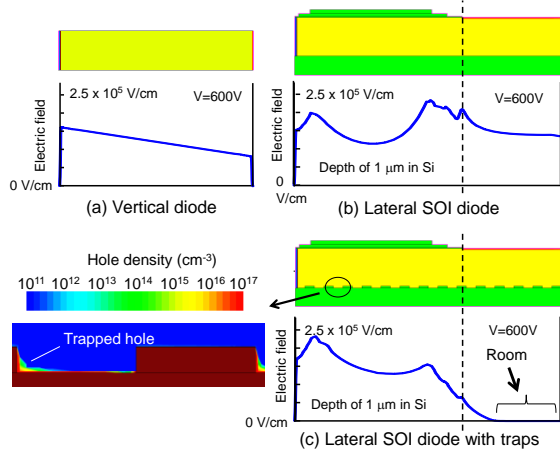 2.5 x 10⁵ V/cm
V=600V
Electric field
0 V/cm
(a) Vertical diode
2.5 x 10⁵ V/cm
V=600V
Electric field
Depth of 1 μm in Si
0
V/cm
(b) Lateral SOI diode
Hole density (cm⁻³)
10¹¹ 10¹² 10¹³ 10¹⁴ 10¹⁵ 10¹⁶ 10¹⁷
Trapped hole
2.5 x 10⁵ V/cm
V=600V
Room
Electric field
Depth of 1 μm in Si
0 V/cm
(c) Lateral SOI diode with traps